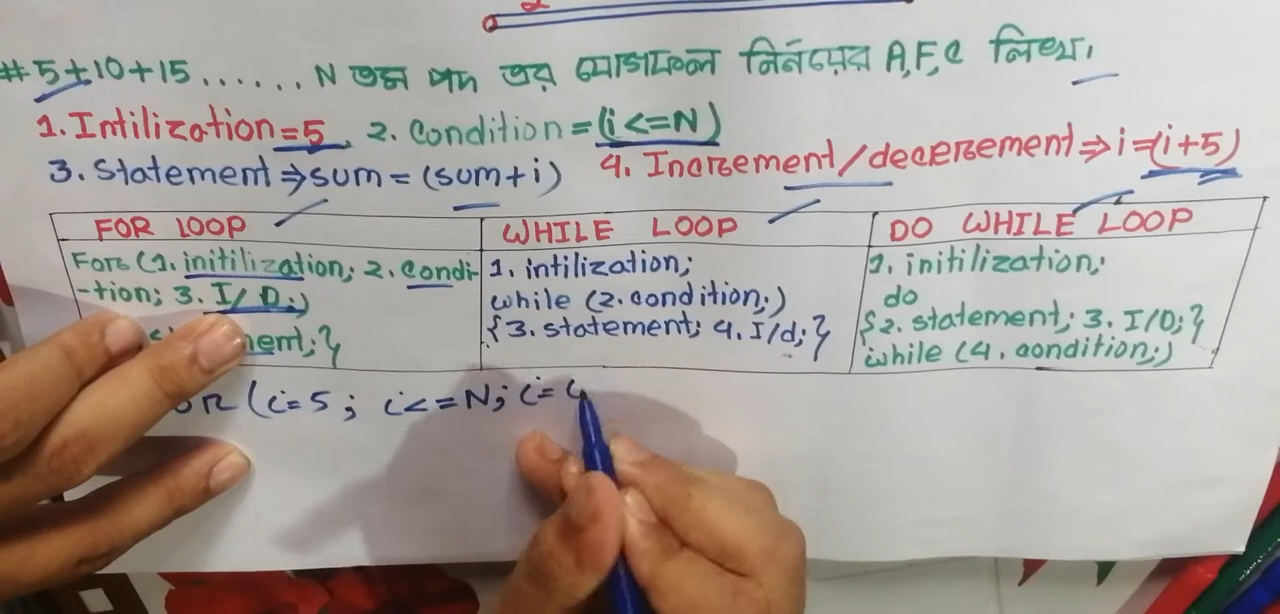 # 5+10+15...... N তম পদ এর যোগফল নির্ণয়ের A,F,C লিখ।
1. Intilization=5, 2. condition=(i<=N)
3. Statement⇒sum=(sum+i) 4. Increment/decerement⇒i=(i+5)
FOR LOOP
For (1. initilization; 2. condi-
-tion; 3. I/D;)
WHILE LOOP
1. intilization;
while (2. condition;)
{3. statement; 4. I/d;}
DO WHILE LOOP
1. initilization;
do
{2. statement; 3. I/D;}
while (4. condition;)
(i=5; i<=N; i=